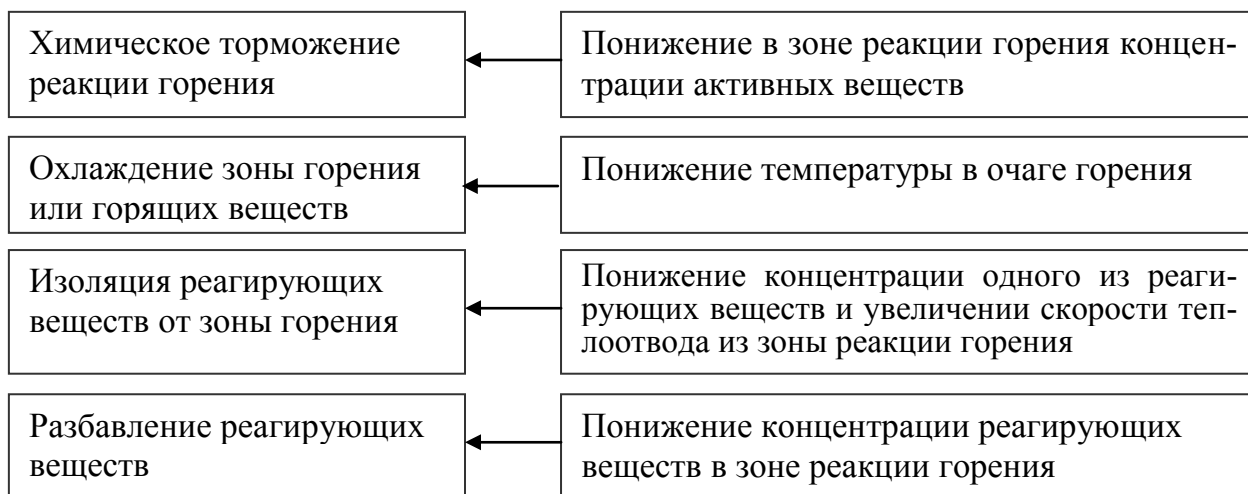 Химическое торможение
реакции горения
Понижение в зоне реакции горения концен-
трации активных веществ
Охлаждение зоны горения
или горящих веществ
Понижение температуры в очаге горения
Изоляция реагирующих
веществ от зоны горения
Понижение концентрации одного из реаги-
рующих веществ и увеличении скорости теп-
лоотвода из зоны реакции горения
Разбавление реагирующих
веществ
Понижение концентрации реагирующих
веществ в зоне реакции горения